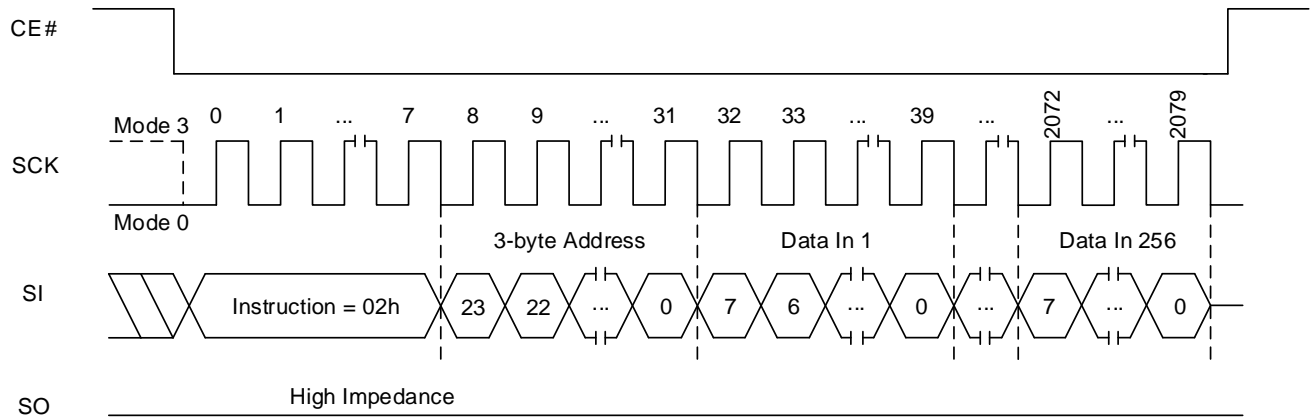 CE#
SCK
Mode 3
Mode 0
0 1 ... 7 8 9 ... 31 32 33 ... 39 ... 2072 ... 2079
3-byte Address Data In 1 Data In 256
SI
Instruction = 02h 23 22 ... 0 7 6 ... 0 ... 7 ... 0
SO
High Impedance